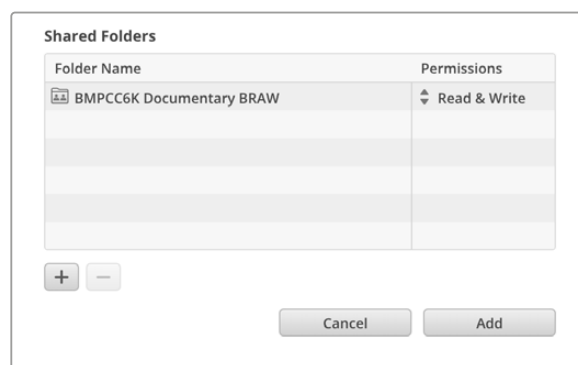 Shared Folders
Folder Name Permissions
BMPCC6K Documentary BRAW Read & Write
Cancel Add